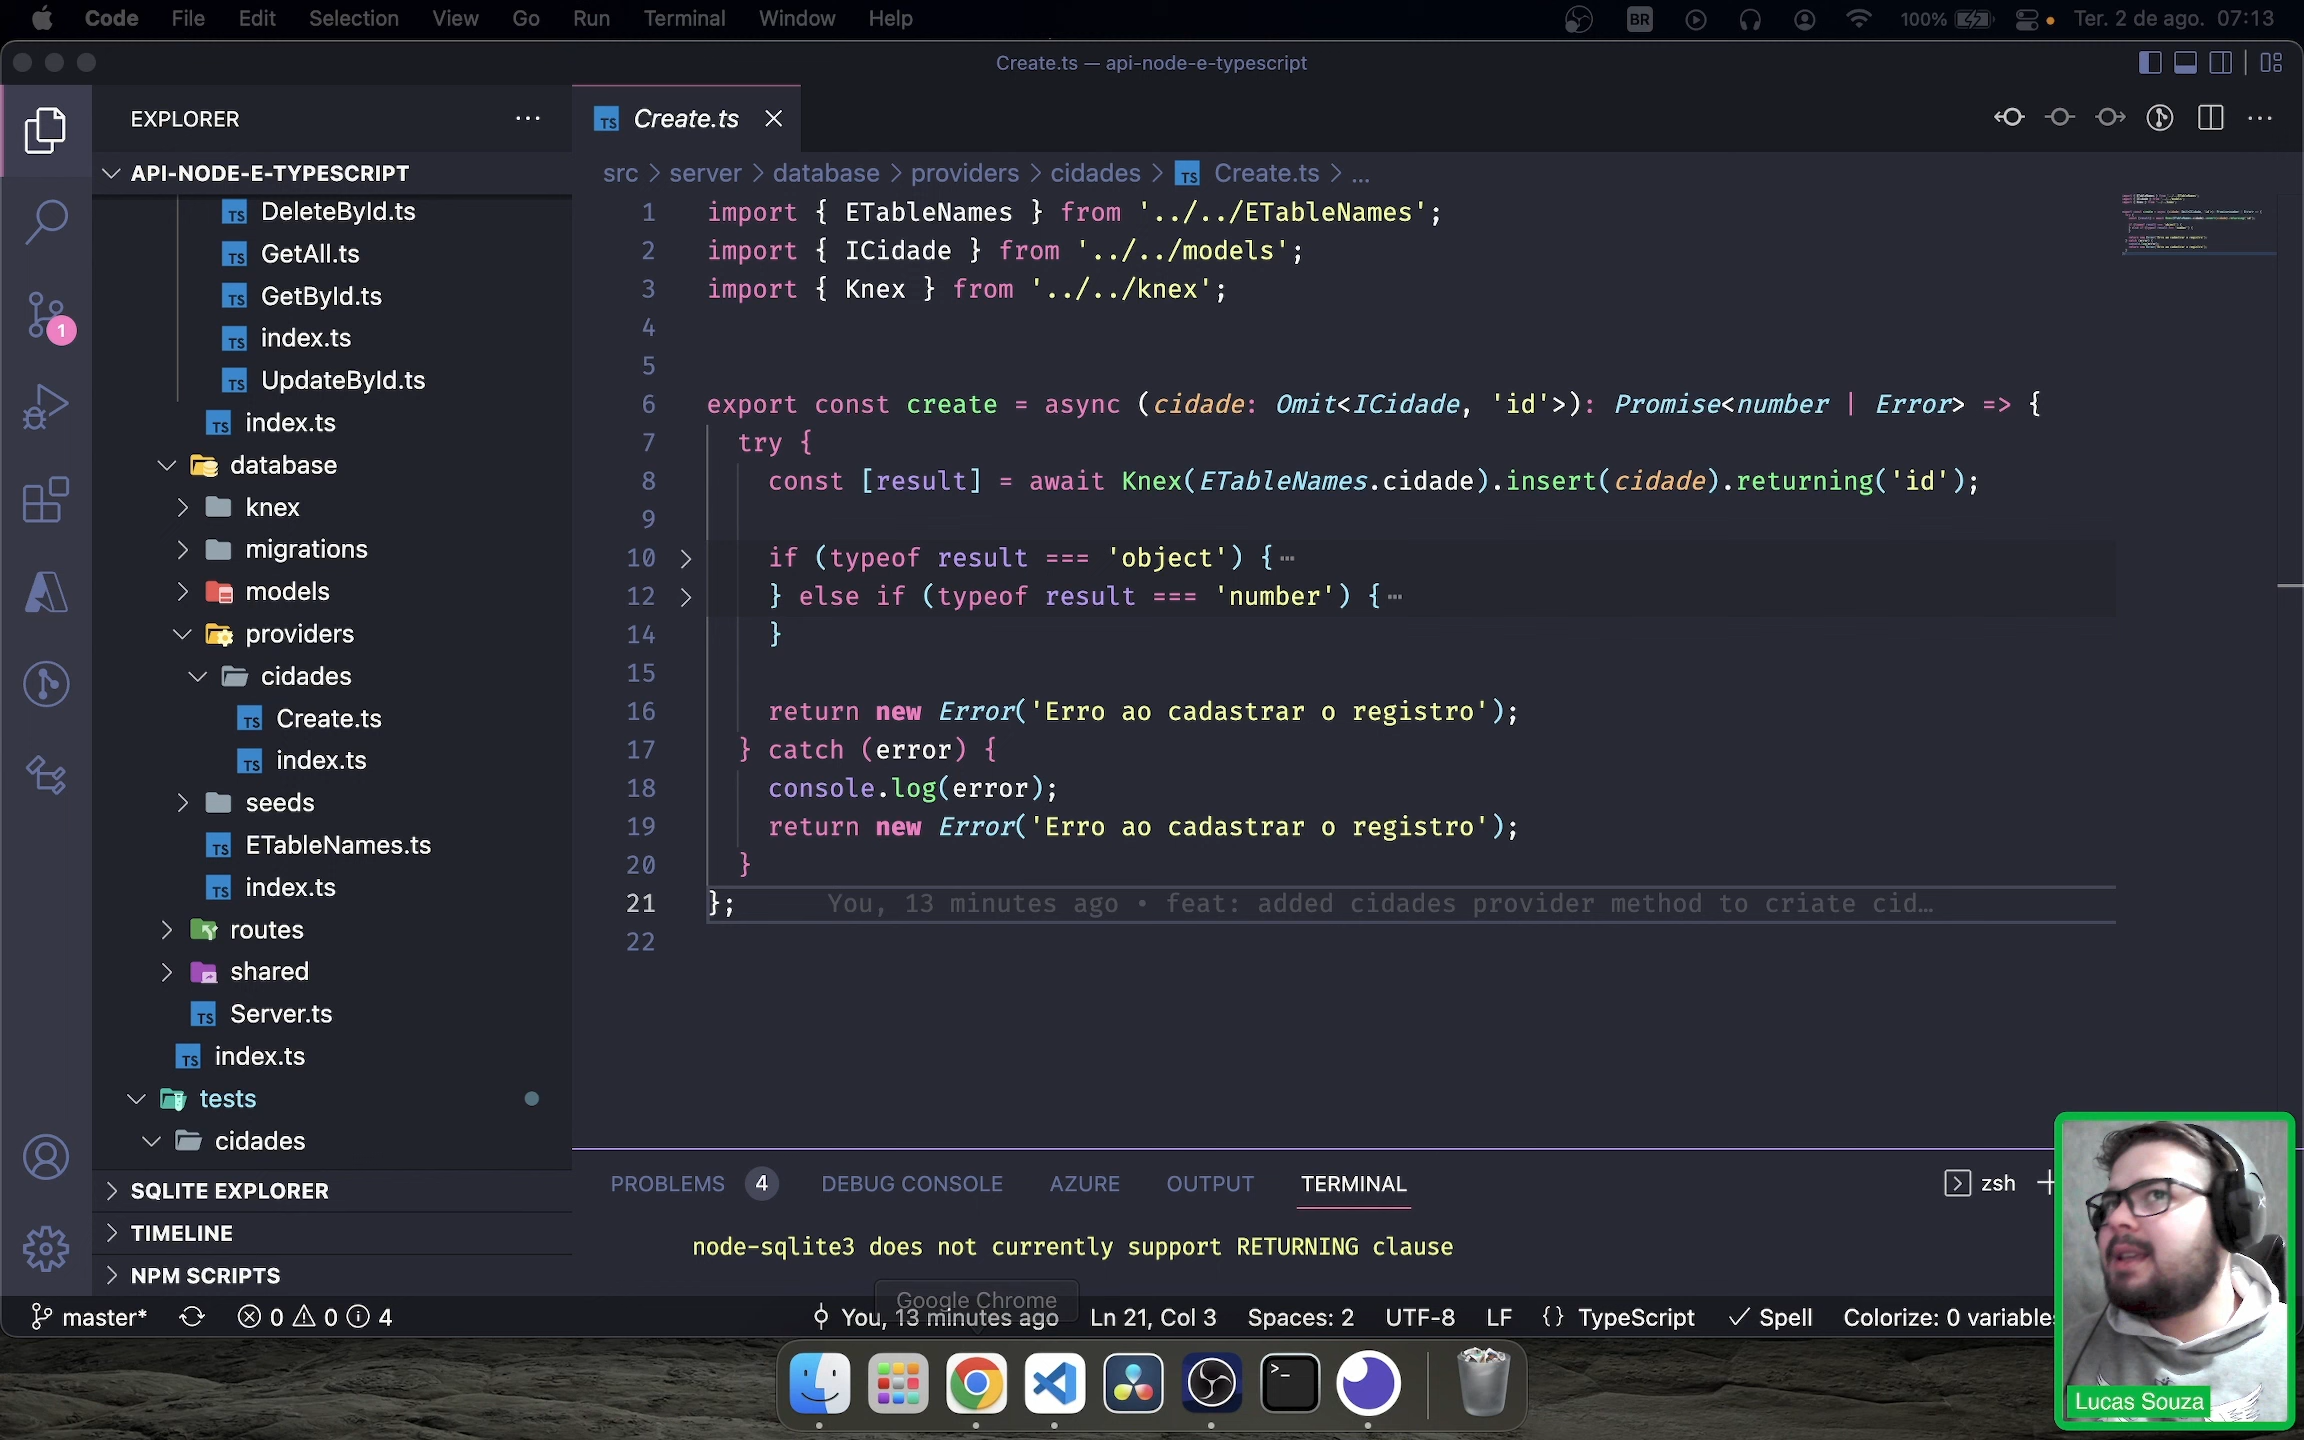 Code File Edit Selection View Go Run Terminal Window Help
BR 100% Ter. 2 de ago. 07:13
Create.ts — api-node-e-typescript
EXPLORER
API-NODE-E-TYPESCRIPT
DeleteById.ts
GetAll.ts
GetById.ts
index.ts
UpdateById.ts
index.ts
database
knex
migrations
models
providers
cidades
Create.ts
index.ts
seeds
ETableNames.ts
index.ts
routes
shared
Server.ts
index.ts
tests
cidades
SQLITE EXPLORER
TIMELINE
NPM SCRIPTS
1
TS Create.ts
src > server > database > providers > cidades > TS Create.ts > ...
1 import { ETableNames } from '../../ETableNames';
2 import { ICidade } from '../../models';
3 import { Knex } from '../../knex';
4
5
6 export const create = async (cidade: Omit<ICidade, 'id'>): Promise<number | Error> => {
7 try {
8 const [result] = await Knex(ETableNames.cidade).insert(cidade).returning('id');
9
10 if (typeof result === 'object') {…
12 } else if (typeof result === 'number') {…
14 }
15
16 return new Error('Erro ao cadastrar o registro');
17 } catch (error) {
18 console.log(error);
19 return new Error('Erro ao cadastrar o registro');
20 }
21 }; You, 13 minutes ago • feat: added cidades provider method to criate cid…
22
PROBLEMS 4 DEBUG CONSOLE AZURE OUTPUT TERMINAL
zsh
node-sqlite3 does not currently support RETURNING clause
Google Chrome
master* 0 0 4 You, 13 minutes ago Ln 21, Col 3 Spaces: 2 UTF-8 LF {} TypeScript Spell Colorize: 0 variables
Lucas Souza